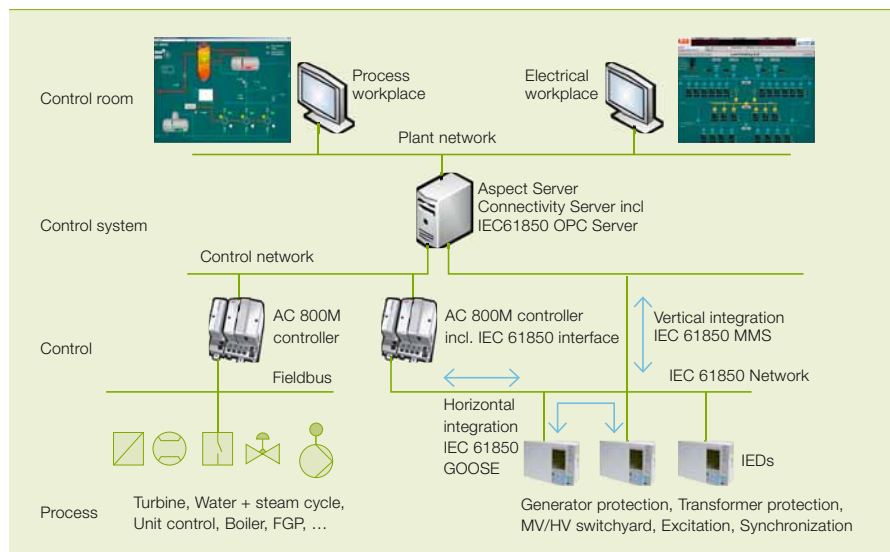 Control room
Process
workplace
Electrical
workplace
Plant network
Control system
Aspect Server
Connectivity Server incl
IEC61850 OPC Server
Control network
Control
AC 800M
controller
AC 800M controller
incl. IEC 61850 interface
Vertical integration
IEC 61850 MMS
Fieldbus
IEC 61850 Network
Horizontal
integration
IEC 61850
GOOSE
IEDs
Process
Turbine, Water + steam cycle,
Unit control, Boiler, FGP, …
Generator protection, Transformer protection,
MV/HV switchyard, Excitation, Synchronization